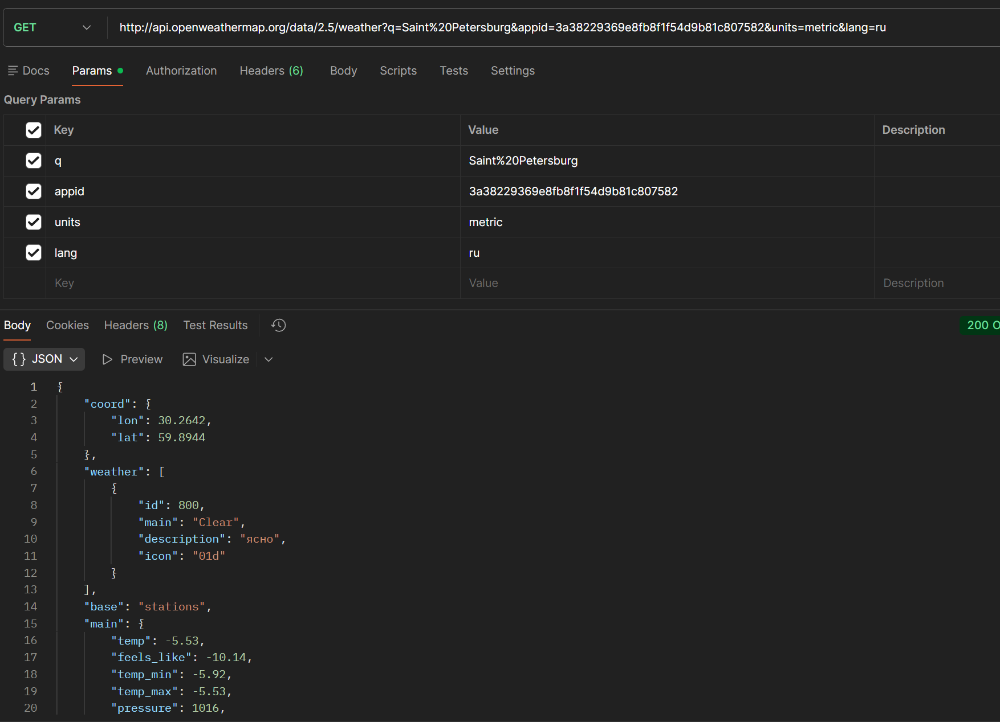 GET http://api.openweathermap.org/data/2.5/weather?q=Saint%20Petersburg&appid=3a38229369e8fb8f1f54d9b81c807582&units=metric&lang=ru
Docs Params Authorization Headers (6) Body Scripts Tests Settings
Query Params
Key Value Description
q Saint%20Petersburg
appid 3a38229369e8fb8f1f54d9b81c807582
units metric
lang ru
Key Value Description
Body Cookies Headers (8) Test Results 200 O
{} JSON Preview Visualize
1 {
2 "coord": {
3 "lon": 30.2642,
4 "lat": 59.8944
5 },
6 "weather": [
7 {
8 "id": 800,
9 "main": "Clear",
10 "description": "ясно",
11 "icon": "01d"
12 }
13 ],
14 "base": "stations",
15 "main": {
16 "temp": -5.53,
17 "feels_like": -10.14,
18 "temp_min": -5.92,
19 "temp_max": -5.53,
20 "pressure": 1016,